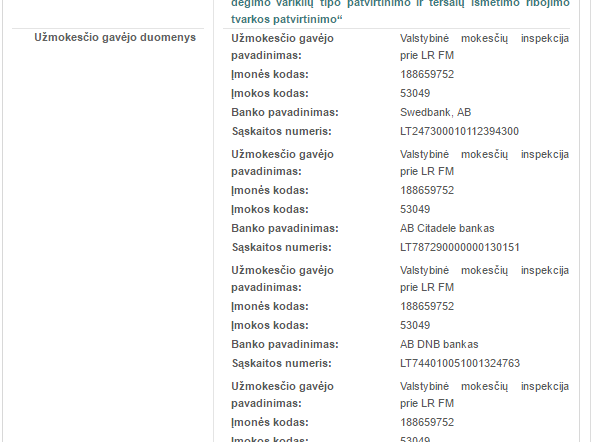 degimo variklių tipo patvirtinimo ir teršalų išmetimo ribojimo
tvarkos patvirtinimo“
Užmokesčio gavėjo duomenys
Užmokesčio gavėjo pavadinimas:
Valstybinė mokesčių inspekcija
prie LR FM
Įmonės kodas: 188659752
Įmokos kodas: 53049
Banko pavadinimas: Swedbank, AB
Sąskaitos numeris: LT247300010112394300
Užmokesčio gavėjo pavadinimas:
Valstybinė mokesčių inspekcija
prie LR FM
Įmonės kodas: 188659752
Įmokos kodas: 53049
Banko pavadinimas: AB Citadele bankas
Sąskaitos numeris: LT787290000000130151
Užmokesčio gavėjo pavadinimas:
Valstybinė mokesčių inspekcija
prie LR FM
Įmonės kodas: 188659752
Įmokos kodas: 53049
Banko pavadinimas: AB DNB bankas
Sąskaitos numeris: LT744010051001324763
Užmokesčio gavėjo pavadinimas:
Valstybinė mokesčių inspekcija
prie LR FM
Įmonės kodas: 188659752
Įmokos kodas: 53049